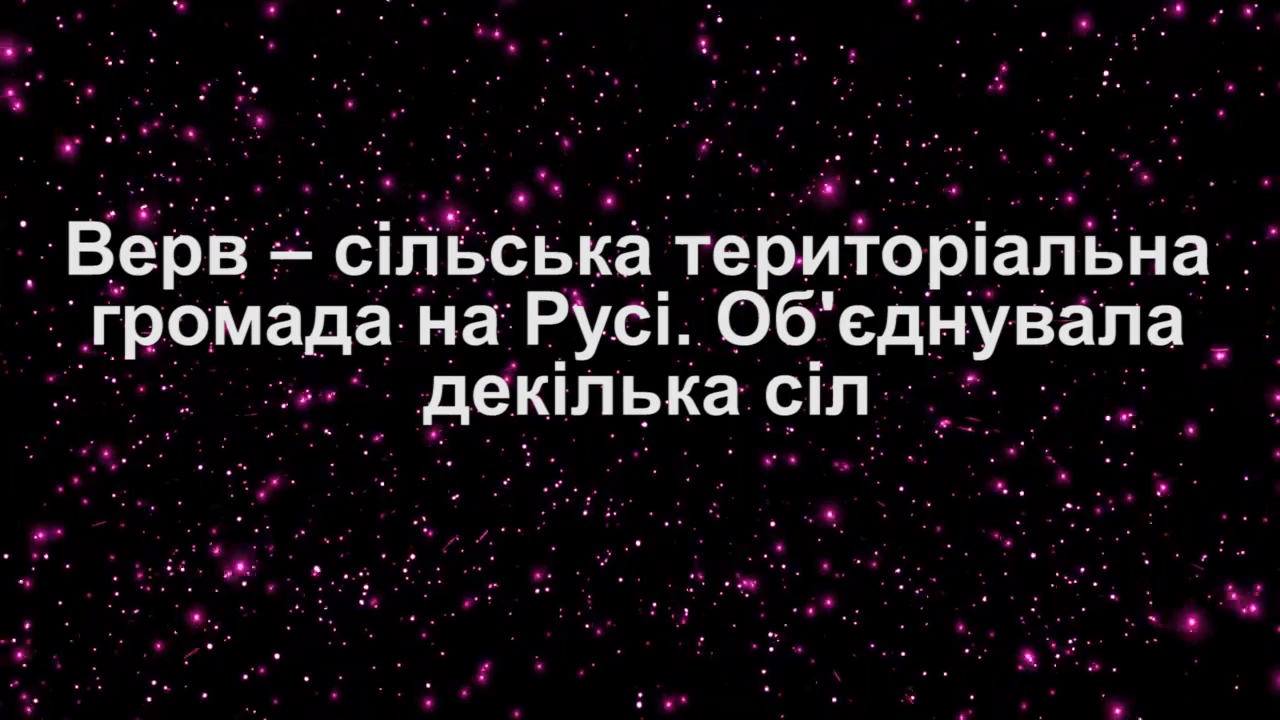 Верв – сільська територіальна
громада на Русі. Об'єднувала
декілька сіл